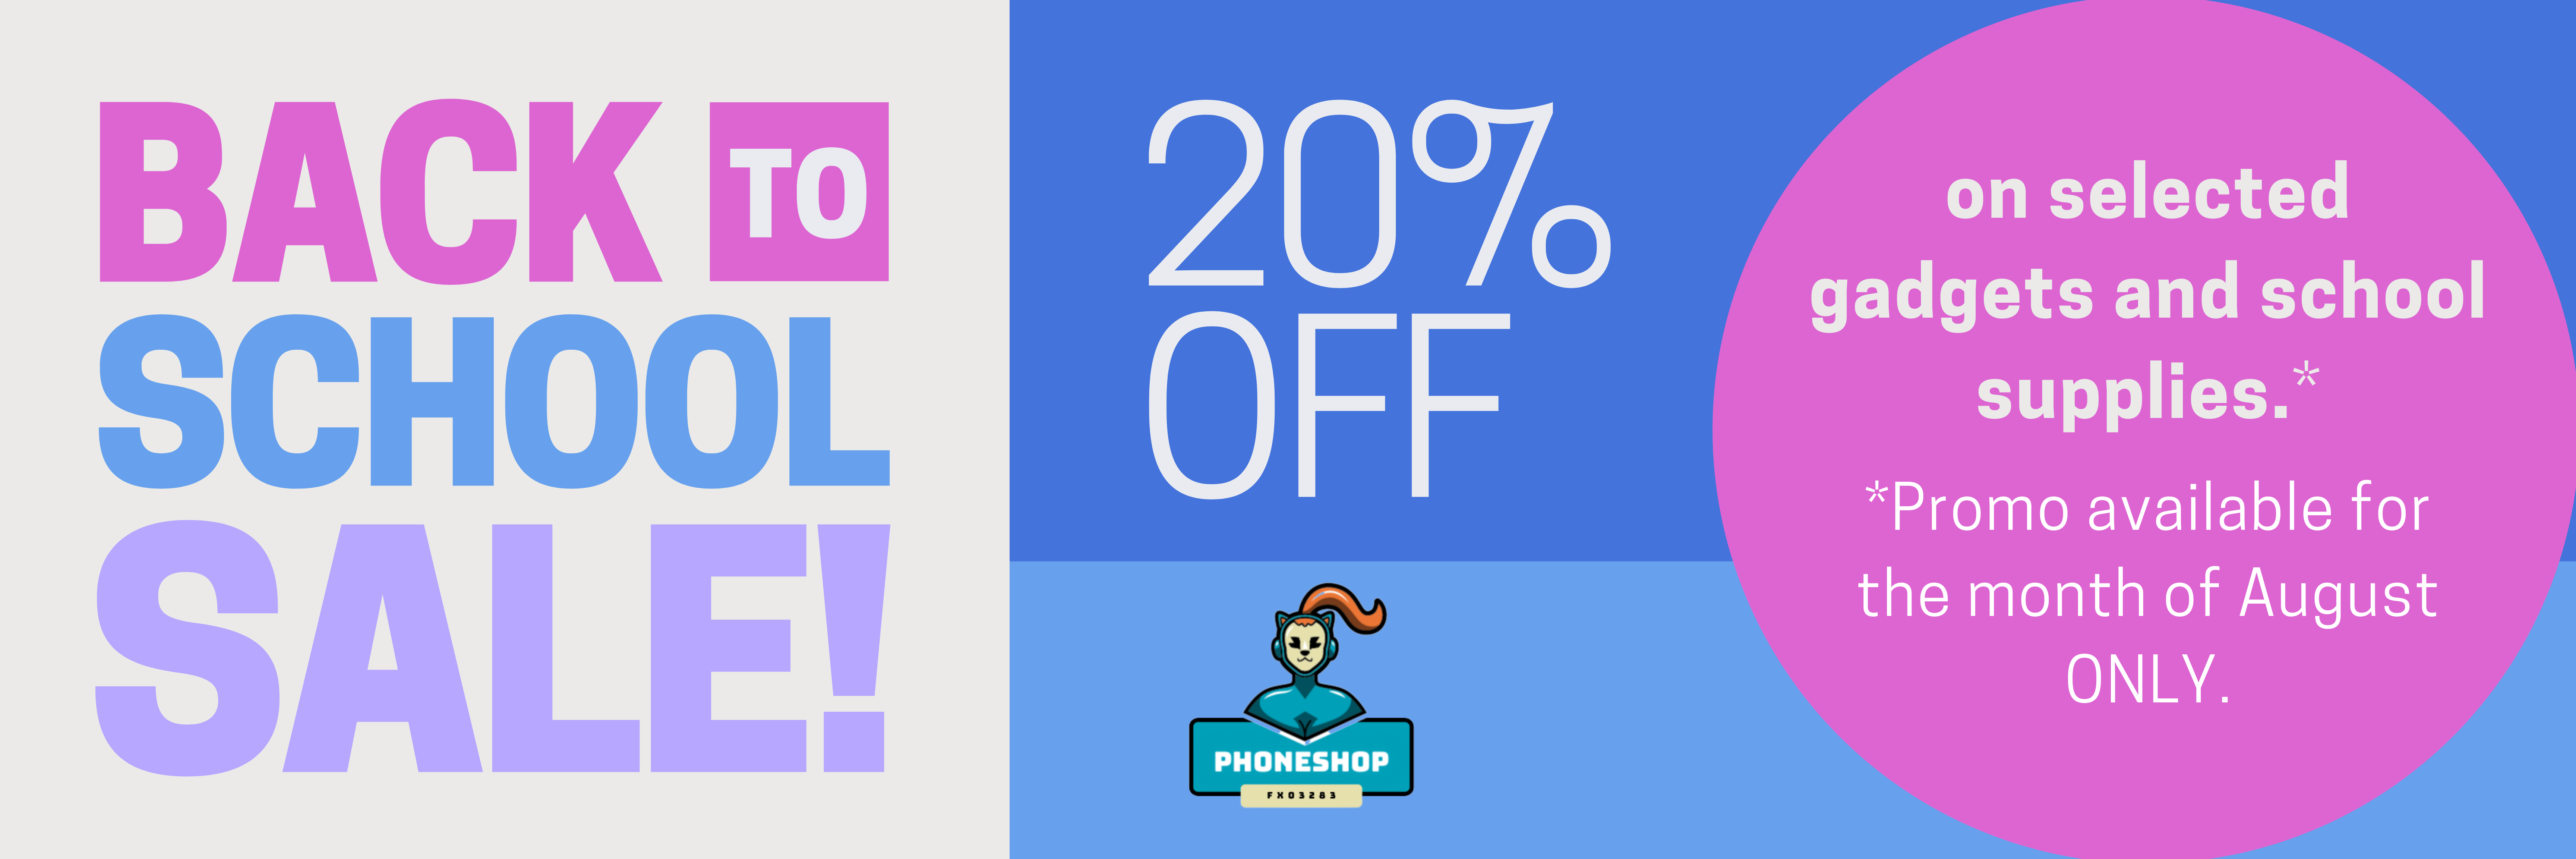 BACK TO
SCHOOL
SALE!
20%
OFF
on selected
gadgets and school
supplies.*
*Promo available for
the month of August
ONLY.
PHONESHOP
FX03283